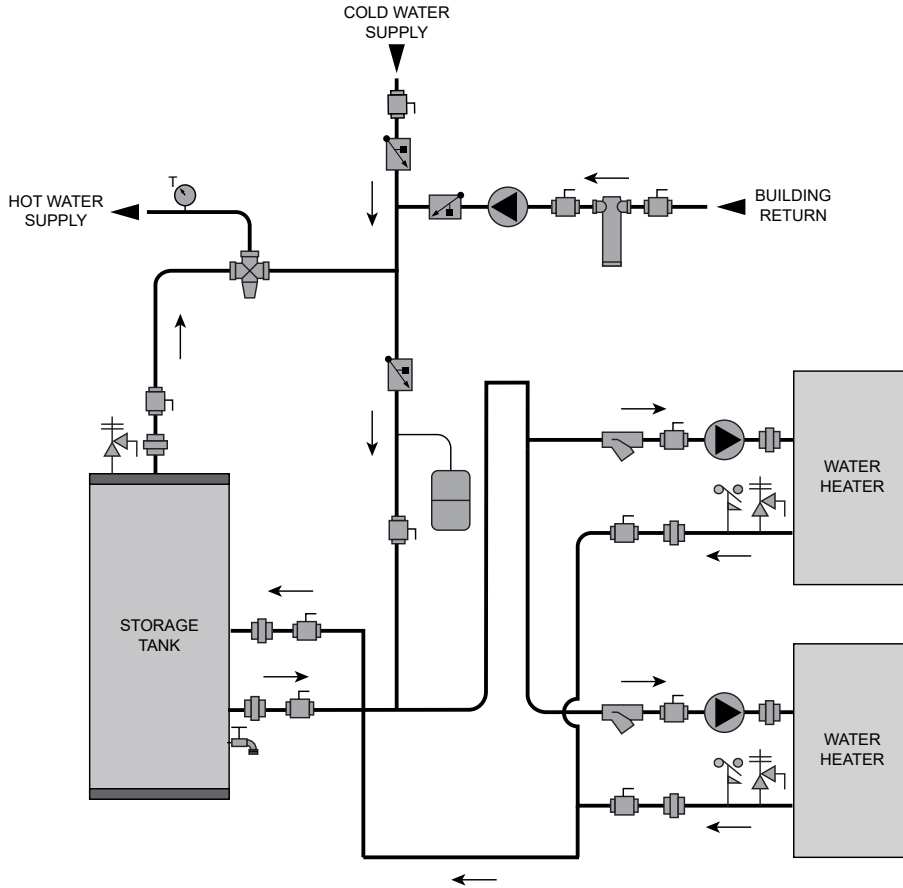 COLD WATER
SUPPLY
T
HOT WATER
SUPPLY
BUILDING
RETURN
WATER
HEATER
STORAGE
TANK
WATER
HEATER